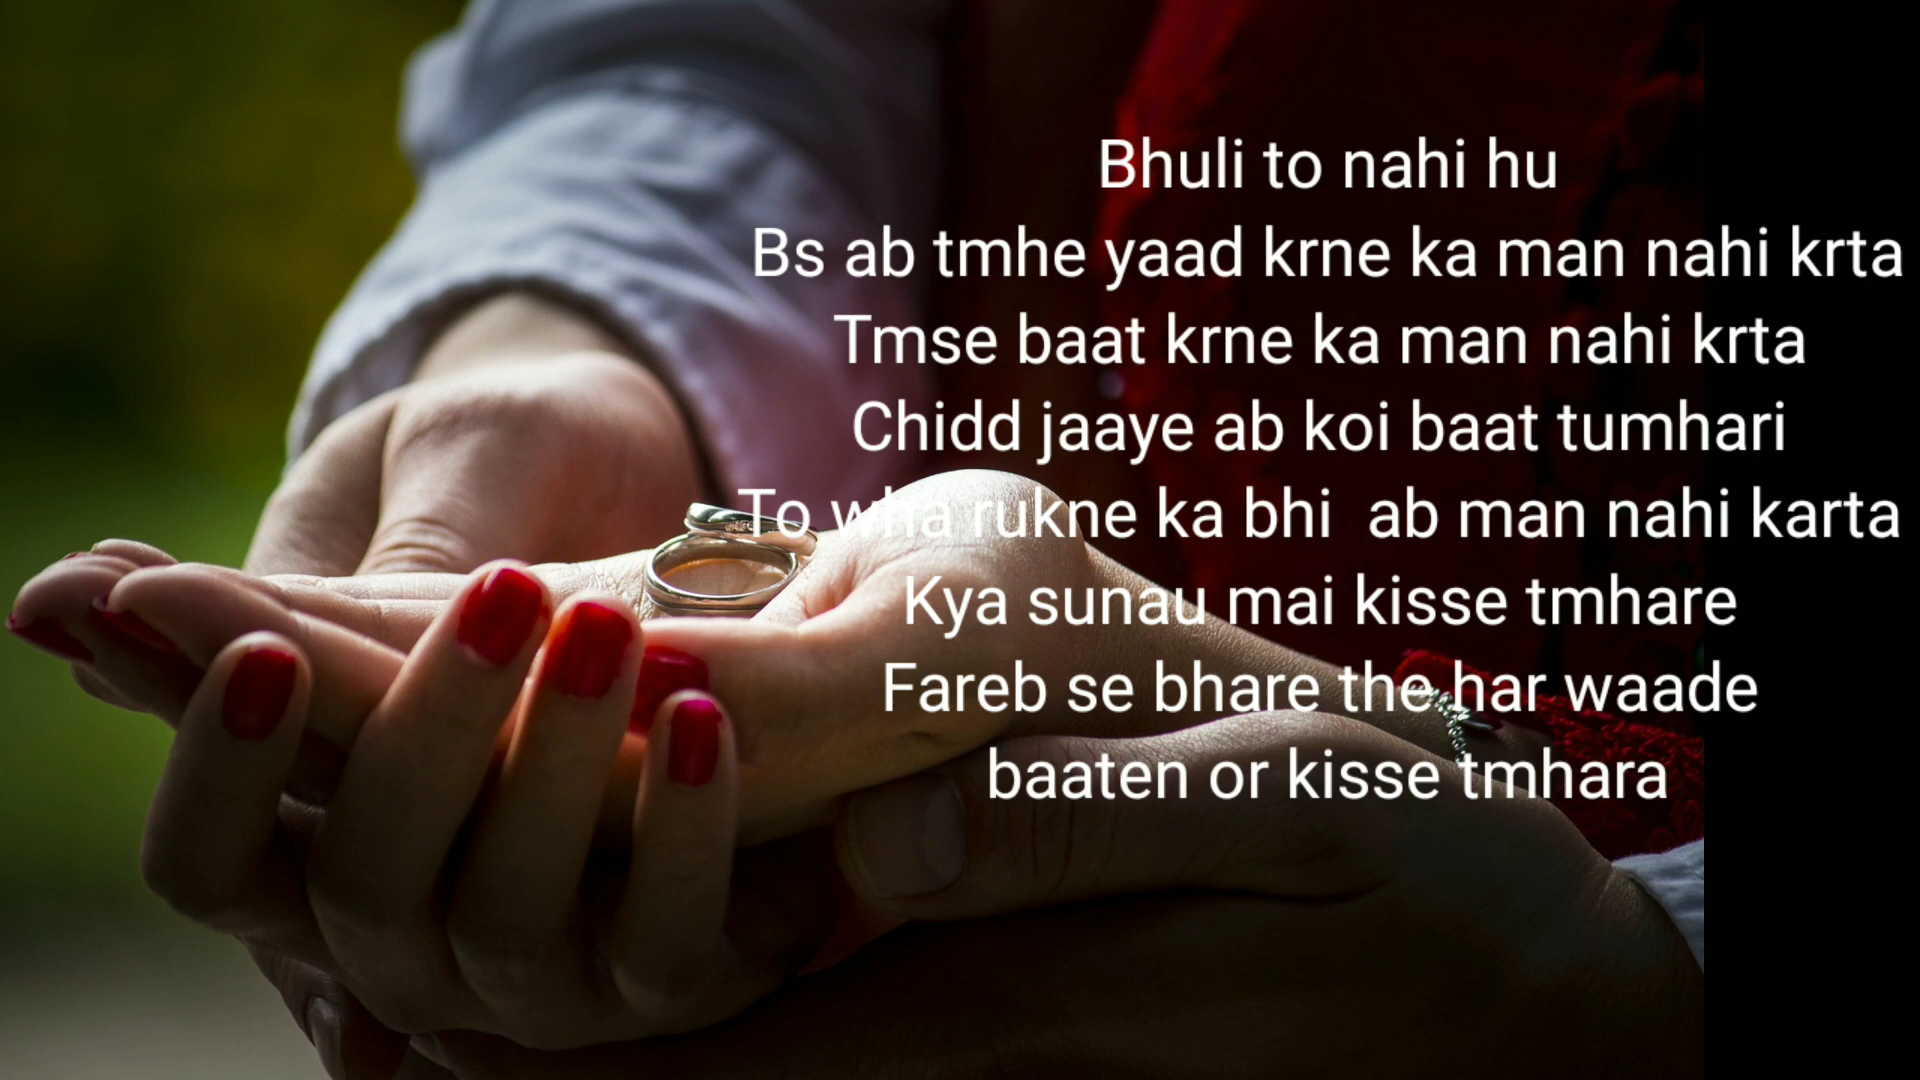 Bhuli to nahi hu
Bs ab tmhe yaad krne ka man nahi krta
Tmse baat krne ka man nahi krta
Chidd jaaye ab koi baat tumhari
To wha rukne ka bhi  ab man nahi karta
Kya sunau mai kisse tmhare
Fareb se bhare the har waade
baaten or kisse tmhara